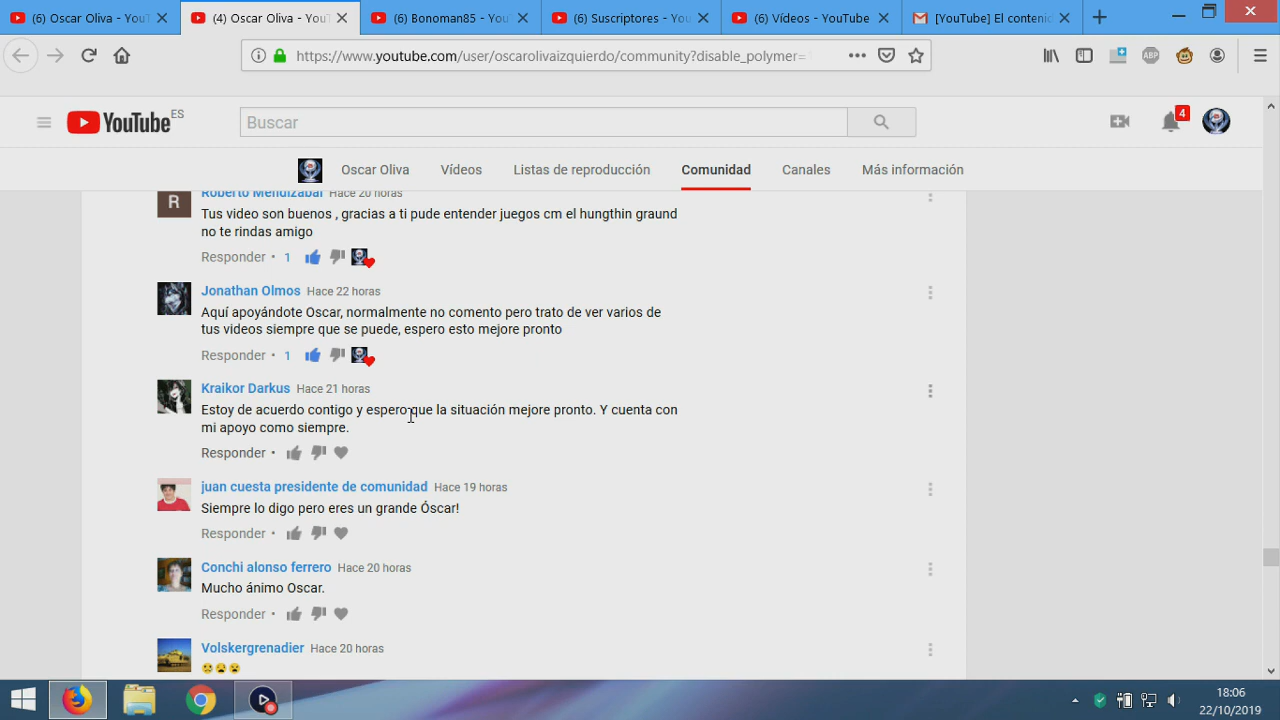 (6) Oscar Oliva - YouT
(4) Oscar Oliva - YouT
(6) Bonoman85 - You
(6) Suscriptores - You
(6) Vídeos - YouTube
[YouTube] El conteni
https://www.youtube.com/user/oscarolivaizquierdo/community?disable_polymer=
ABP
YouTube ES
Buscar
4
Oscar Oliva
Vídeos
Listas de reproducción
Comunidad
Canales
Más información
R
Roberto Mendizabal Hace 20 horas
Tus video son buenos , gracias a ti pude entender juegos cm el hungthin graund
no te rindas amigo
Responder • 1
Jonathan Olmos Hace 22 horas
Aquí apoyándote Oscar, normalmente no comento pero trato de ver varios de
tus videos siempre que se puede, espero esto mejore pronto
Responder • 1
Kraikor Darkus Hace 21 horas
Estoy de acuerdo contigo y espero que la situación mejore pronto. Y cuenta con
mi apoyo como siempre.
Responder •
juan cuesta presidente de comunidad Hace 19 horas
Siempre lo digo pero eres un grande Óscar!
Responder •
Conchi alonso ferrero Hace 20 horas
Mucho ánimo Oscar.
Responder •
Volskergrenadier Hace 20 horas
18:06
22/10/2019